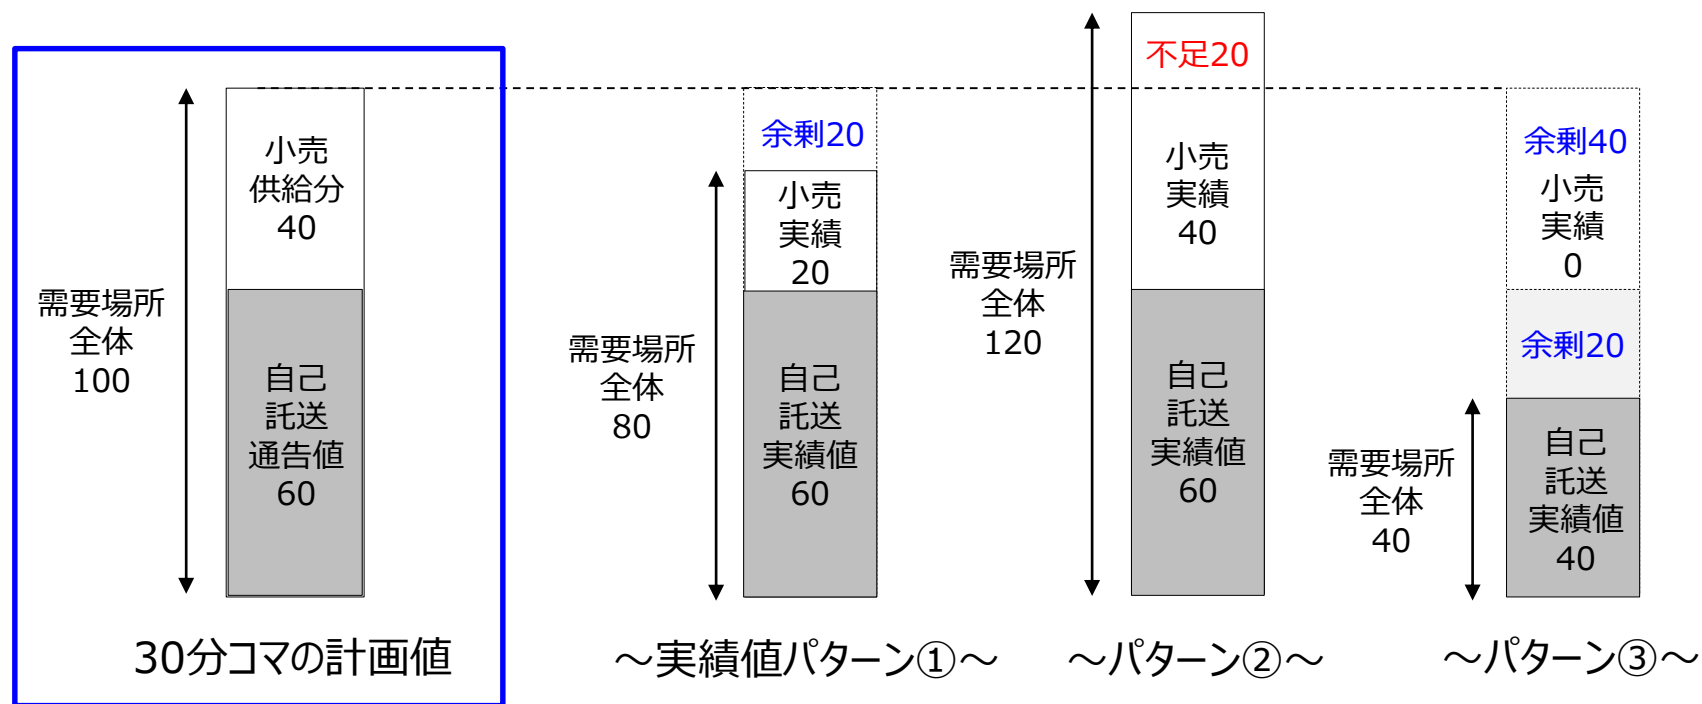 小売
供給分
40
需要場所
全体
100
自己
託送
通告値
60
30分コマの計画値
余剰20
小売
実績
20
需要場所
全体
80
自己
託送
実績値
60
～実績値パターン①～
不足20
小売
実績
40
需要場所
全体
120
自己
託送
実績値
60
～パターン②～
余剰40
小売
実績
0
余剰20
需要場所
全体
40
自己
託送
実績値
40
～パターン③～